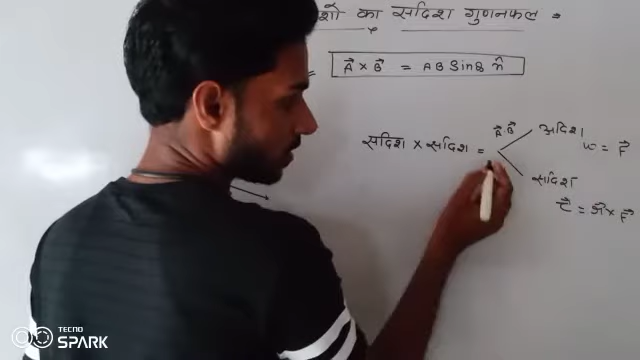 का सदिश गुणनफल =
= A⃗ × B⃗ = AB Sinθ n̂
सदिश × सदिश =
A⃗·B⃗
अदिश
w = F⃗
सदिश
τ⃗ = r⃗ × F⃗
TECNO
SPARK